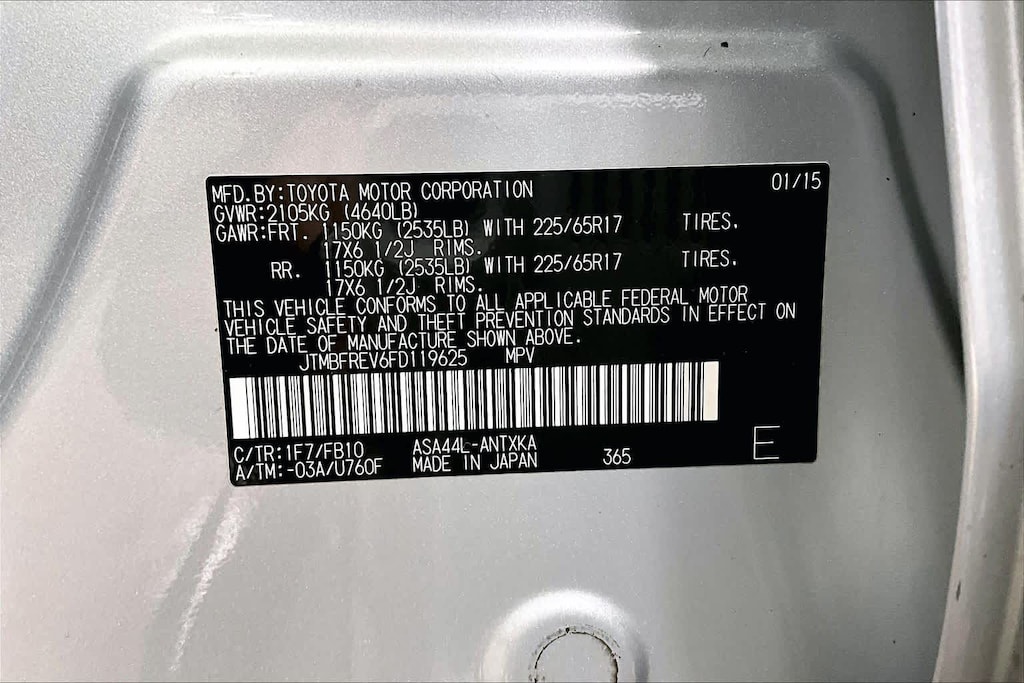 MFD.BY:TOYOTA MOTOR CORPORATION 01/15
GVWR:2105KG (4640LB)
GAWR:FRT. 1150KG (2535LB) WITH 225/65R17 TIRES.
17X6 1/2J RIMS.
RR. 1150KG (2535LB) WITH 225/65R17 TIRES.
17X6 1/2J RIMS.
THIS VEHICLE CONFORMS TO ALL APPLICABLE FEDERAL MOTOR
VEHICLE SAFETY AND THEFT PREVENTION STANDARDS IN EFFECT ON
THE DATE OF MANUFACTURE SHOWN ABOVE.
JTMBFREV6FD119625 MPV
C/TR:1F7/FB10 ASA44L-ANTXKA
A/TM:-03A/U760F MADE IN JAPAN 365 E